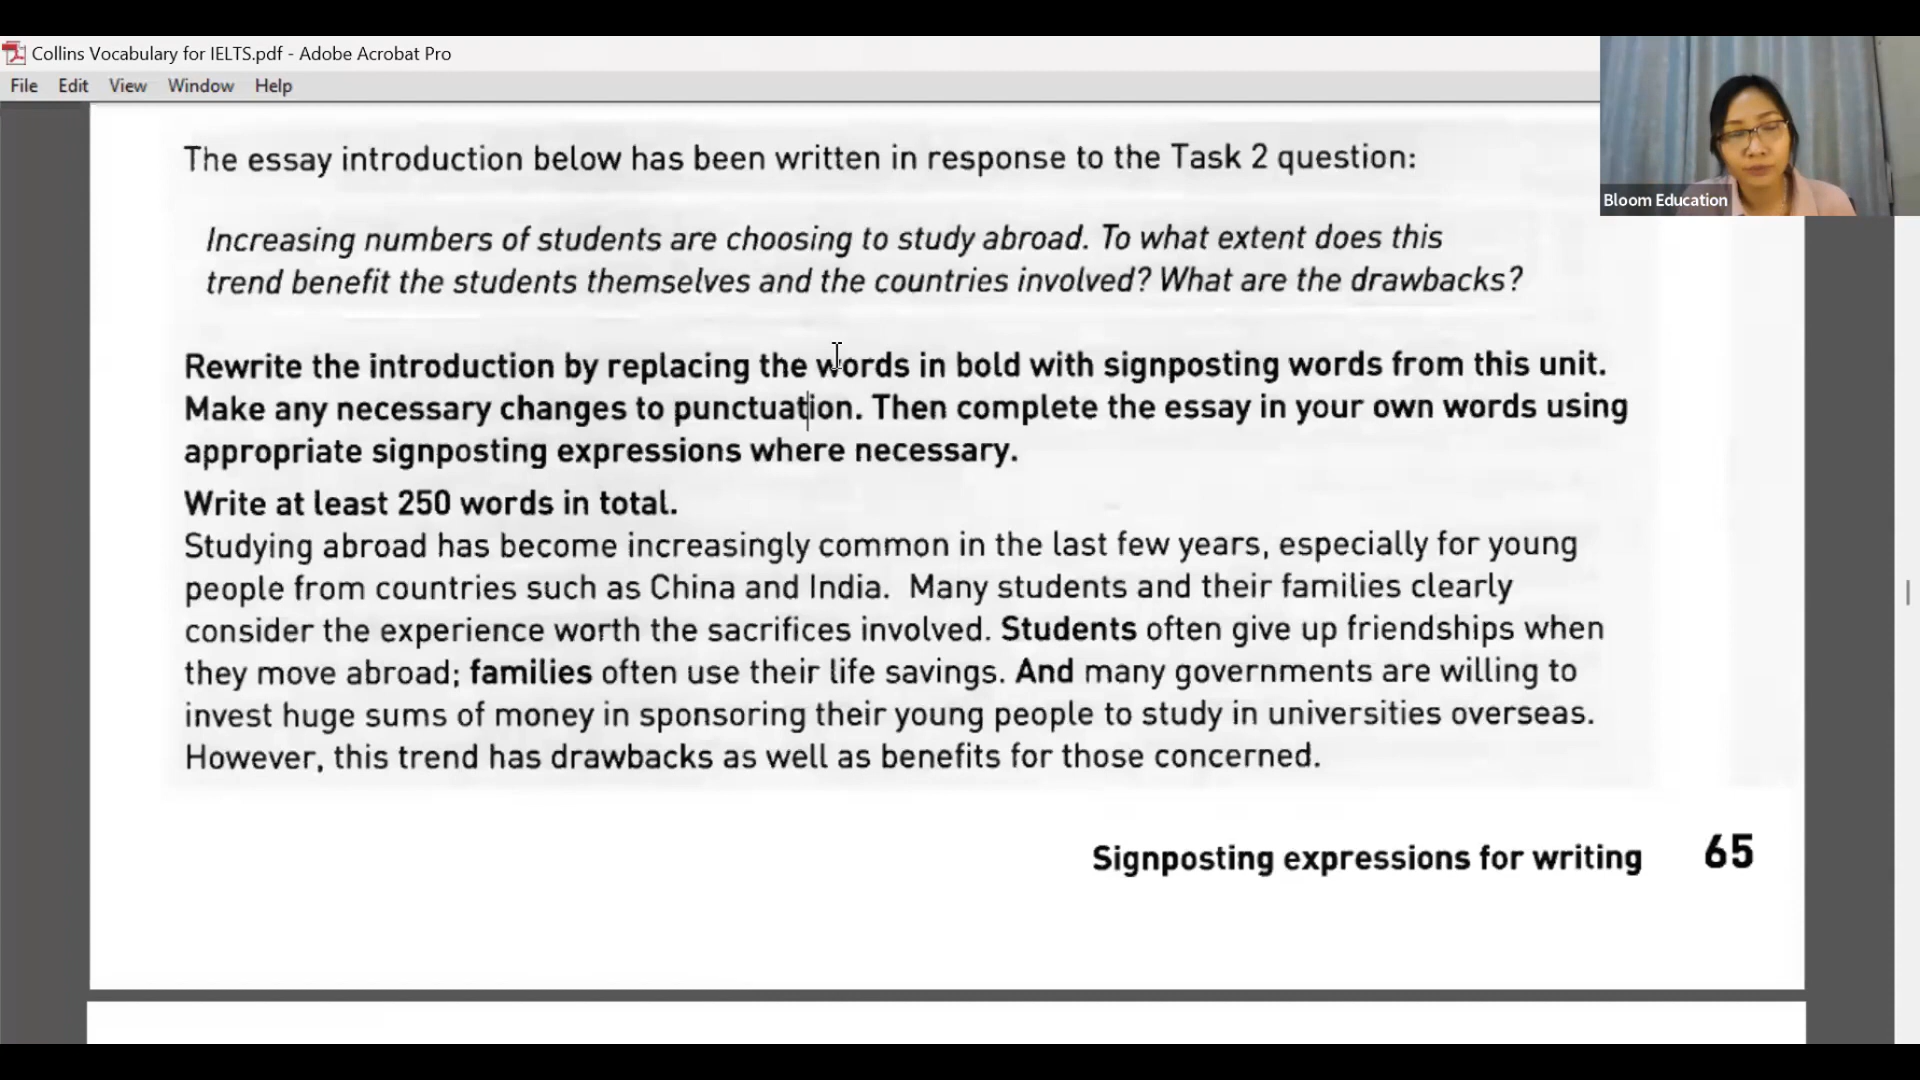 Collins Vocabulary for IELTS.pdf - Adobe Acrobat Pro
File Edit View Window Help
Bloom Education
The essay introduction below has been written in response to the Task 2 question:
Increasing numbers of students are choosing to study abroad. To what extent does this
trend benefit the students themselves and the countries involved? What are the drawbacks?
Rewrite the introduction by replacing the words in bold with signposting words from this unit.
Make any necessary changes to punctuation. Then complete the essay in your own words using
appropriate signposting expressions where necessary.
Write at least 250 words in total.
Studying abroad has become increasingly common in the last few years, especially for young
people from countries such as China and India. Many students and their families clearly
consider the experience worth the sacrifices involved. Students often give up friendships when
they move abroad; families often use their life savings. And many governments are willing to
invest huge sums of money in sponsoring their young people to study in universities overseas.
However, this trend has drawbacks as well as benefits for those concerned.
Signposting expressions for writing 65